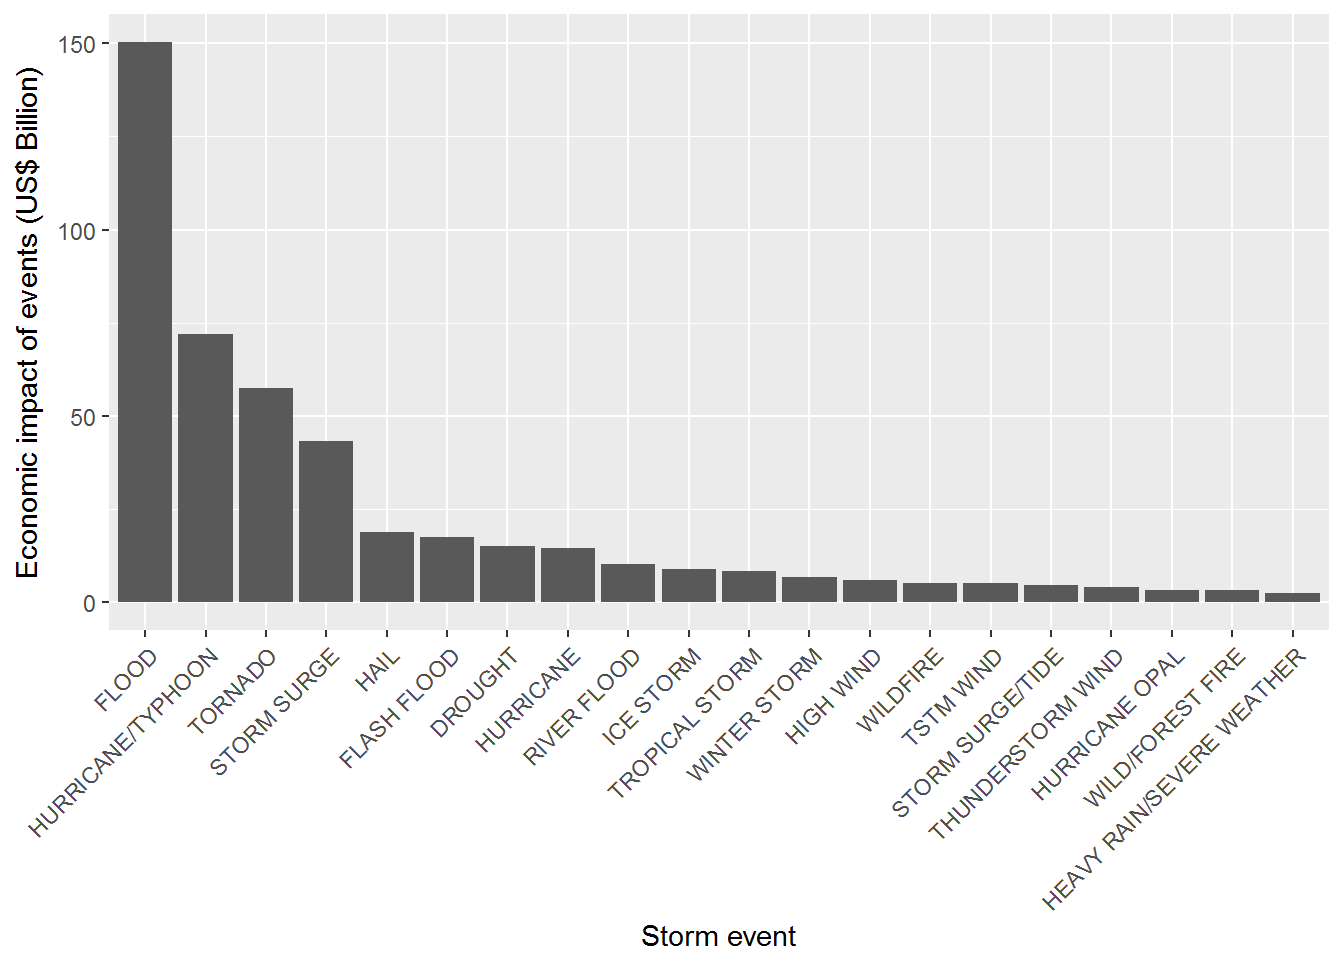 Economic impact of events (US$ Billion)
150
100
50
0
FLOOD
HURRICANE/TYPHOON
TORNADO
STORM SURGE
HAIL
FLASH FLOOD
DROUGHT
HURRICANE
RIVER FLOOD
ICE STORM
TROPICAL STORM
WINTER STORM
HIGH WIND
WILDFIRE
TSTM WIND
STORM SURGE/TIDE
THUNDERSTORM WIND
HURRICANE OPAL
WILD/FOREST FIRE
HEAVY RAIN/SEVERE WEATHER
Storm event